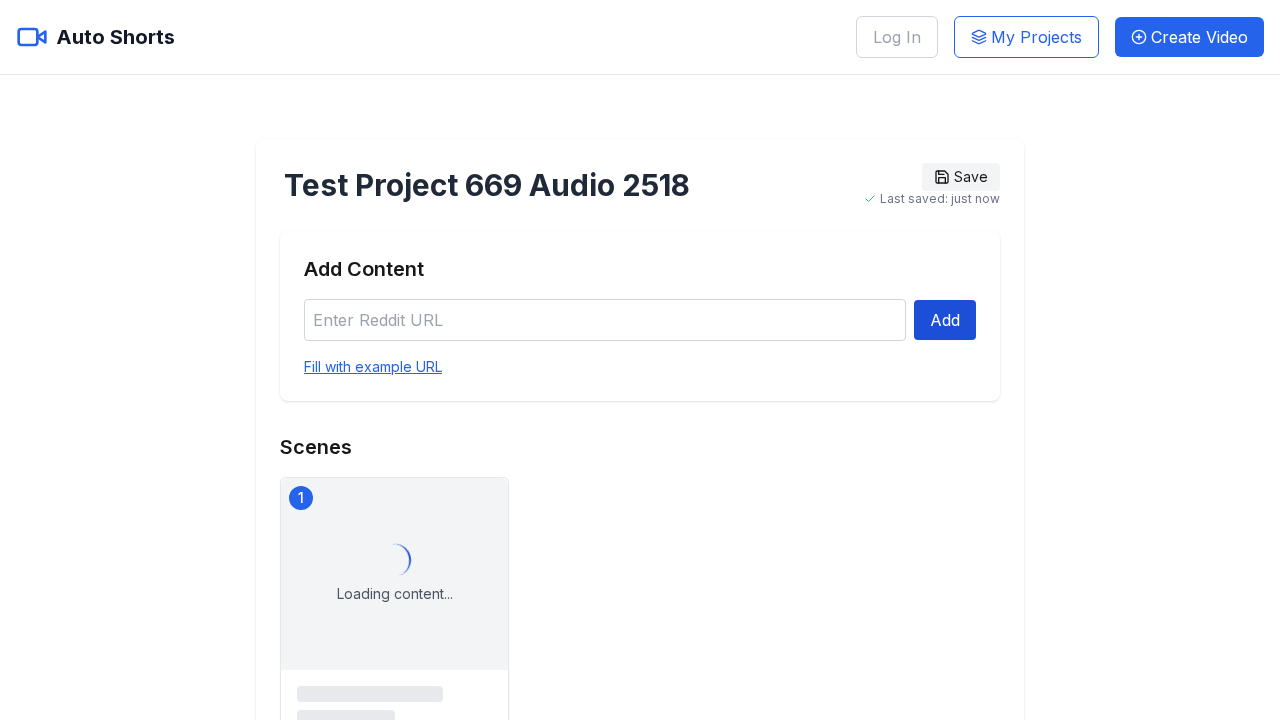 Auto Shorts
Log In
My Projects
Create Video
Test Project 669 Audio 2518
Save
Last saved: just now
Add Content
Enter Reddit URL
Add
Fill with example URL
Scenes
1
Loading content...